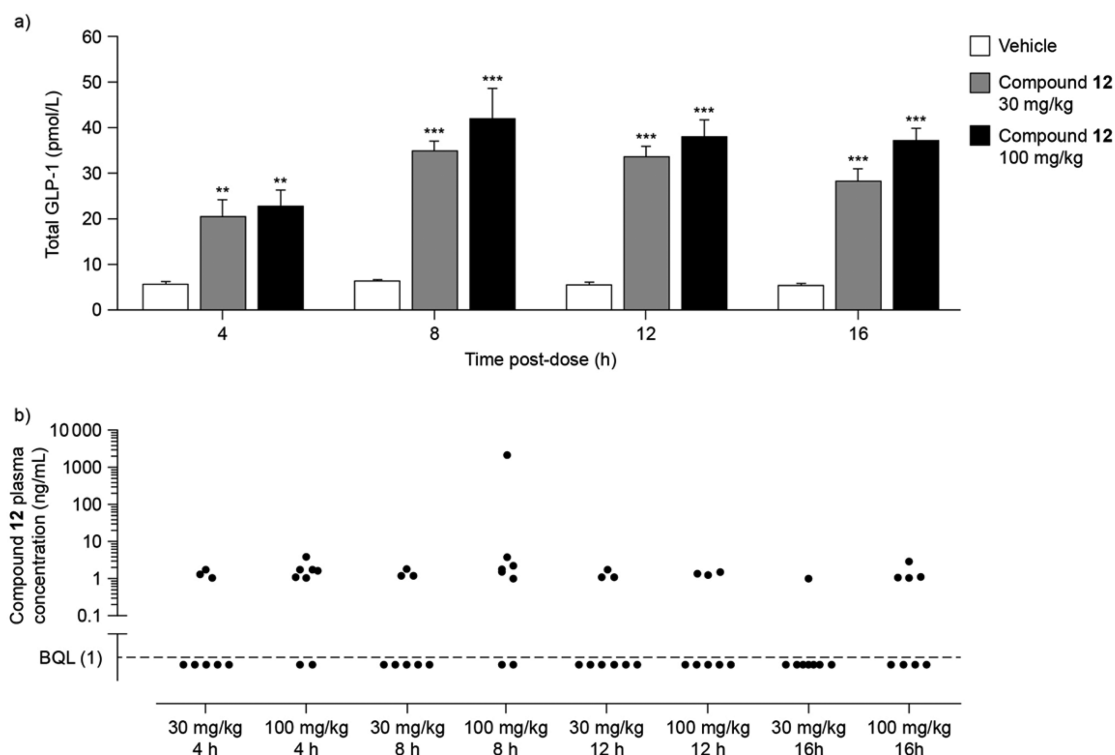 a)
60
50
40
30
20
10
0
Total GLP-1 (pmol/L)
**
**
***
***
***
***
***
***
4
8
12
16
Time post-dose (h)
Vehicle
Compound 12
30 mg/kg
Compound 12
100 mg/kg
b)
10 000
1000
100
10
1
0.1
BQL (1)
Compound 12 plasma
concentration (ng/mL)
30 mg/kg
4 h
100 mg/kg
4 h
30 mg/kg
8 h
100 mg/kg
8 h
30 mg/kg
12 h
100 mg/kg
12 h
30 mg/kg
16h
100 mg/kg
16h